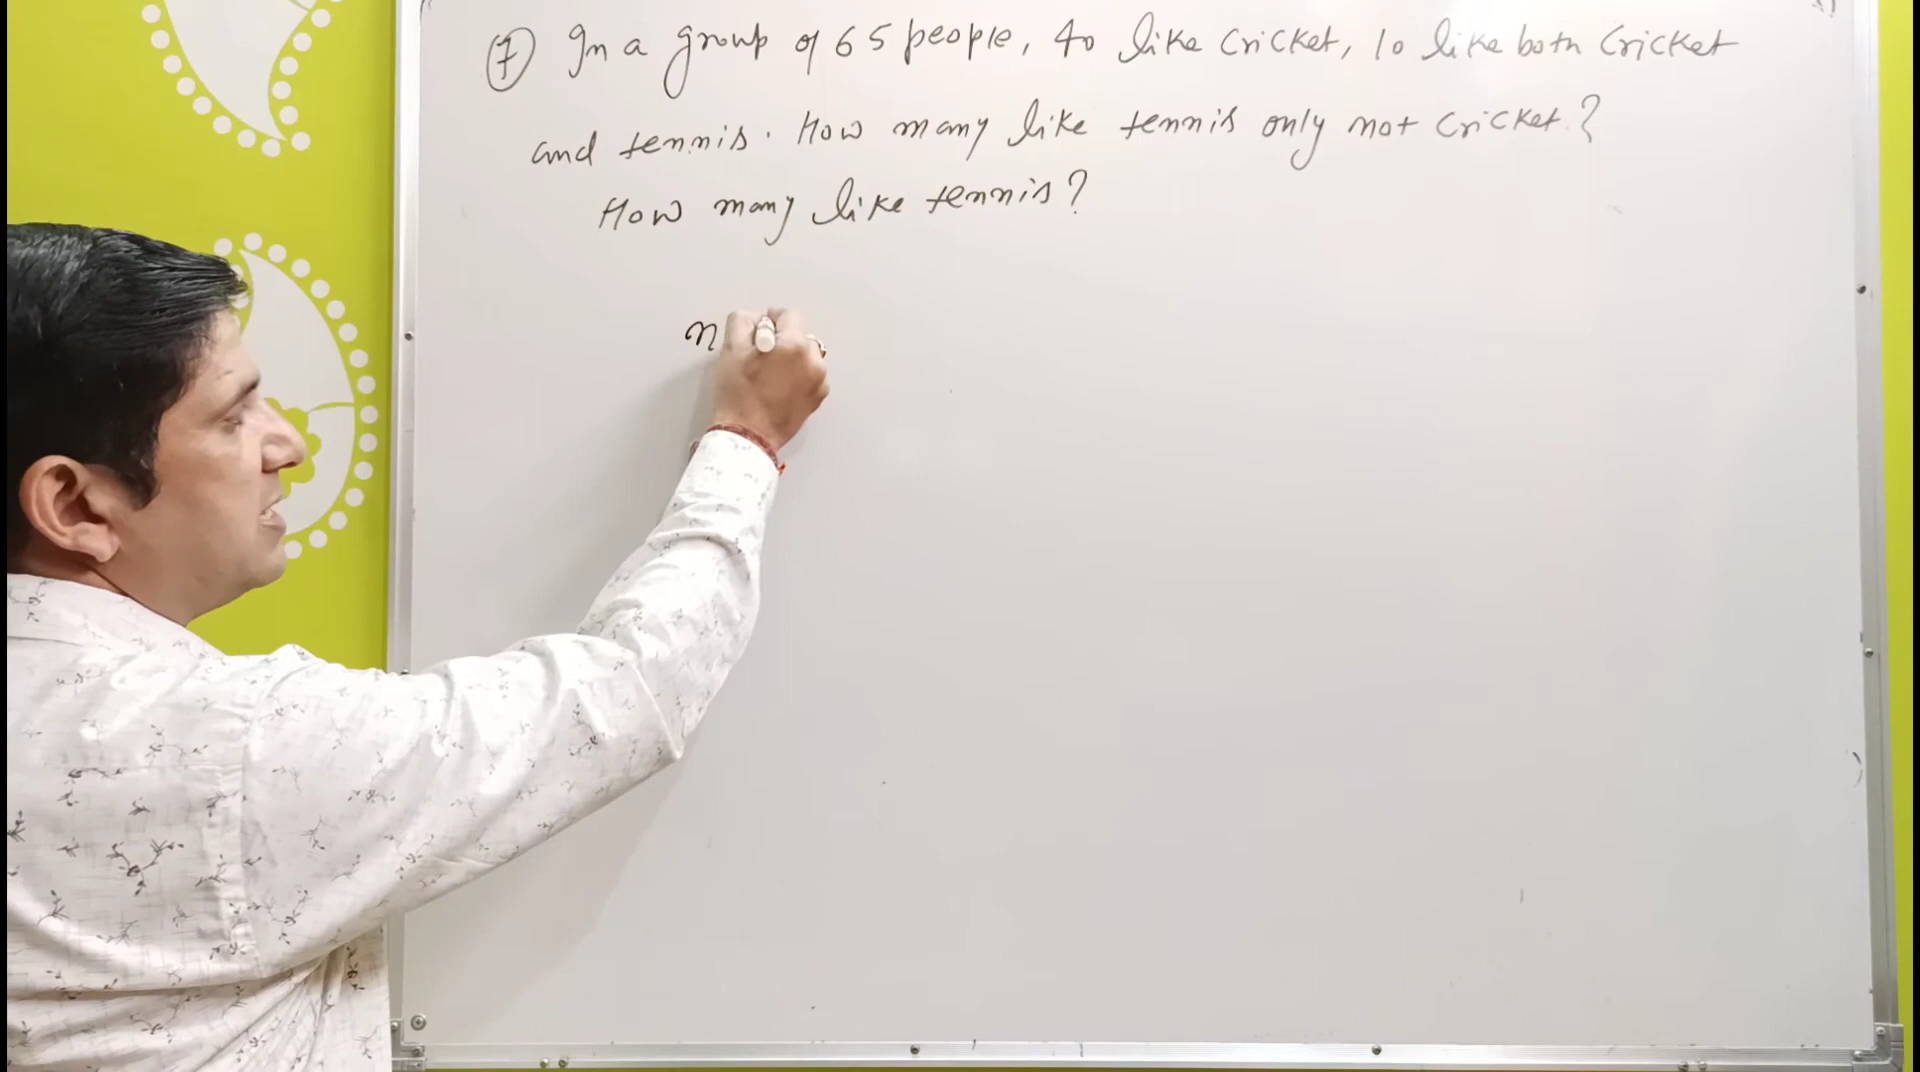 (7) In a group of 65 people, 40 like Cricket, 10 like both Cricket
and tennis. How many like tennis only not Cricket?
How many like tennis?
n